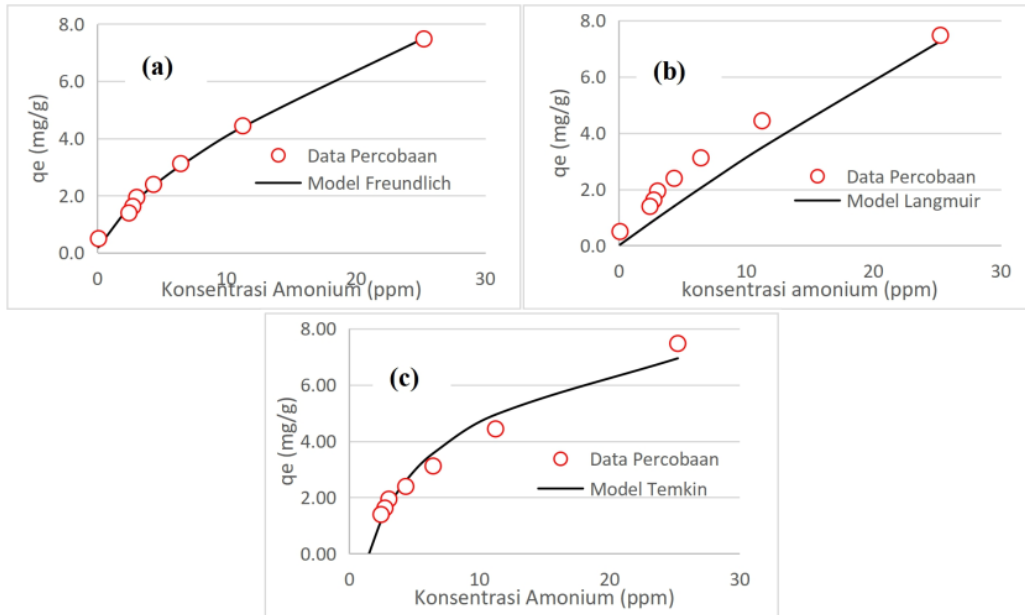 (a)
qe (mg/g)
8.0
6.0
4.0
2.0
0.0
Data Percobaan
Model Freundlich
0 10 20 30
Konsentrasi Amonium (ppm)
(b)
qe (mg/g)
8.0
6.0
4.0
2.0
0.0
Data Percobaan
Model Langmuir
0 10 20 30
konsentrasi amonium (ppm)
(c)
qe (mg/g)
8.00
6.00
4.00
2.00
0.00
Data Percobaan
Model Temkin
0 10 20 30
Konsentrasi Amonium (ppm)